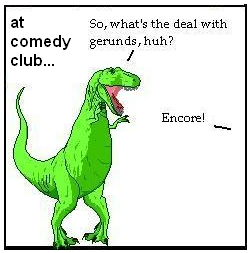 at
comedy
club...
So, what's the deal with
gerunds, huh?
Encore!